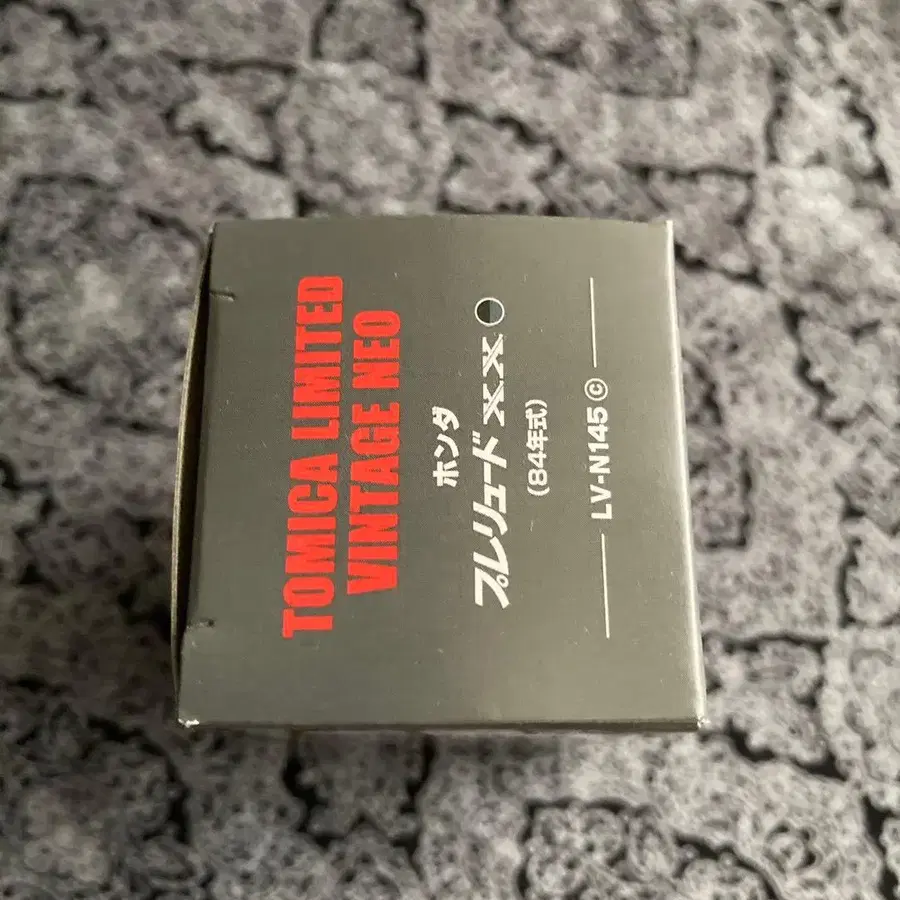 TOMICA LIMITED
VINTAGE NEO
ホンダ
プレリュード XX
(84年式)
LV-N145 ⓒ